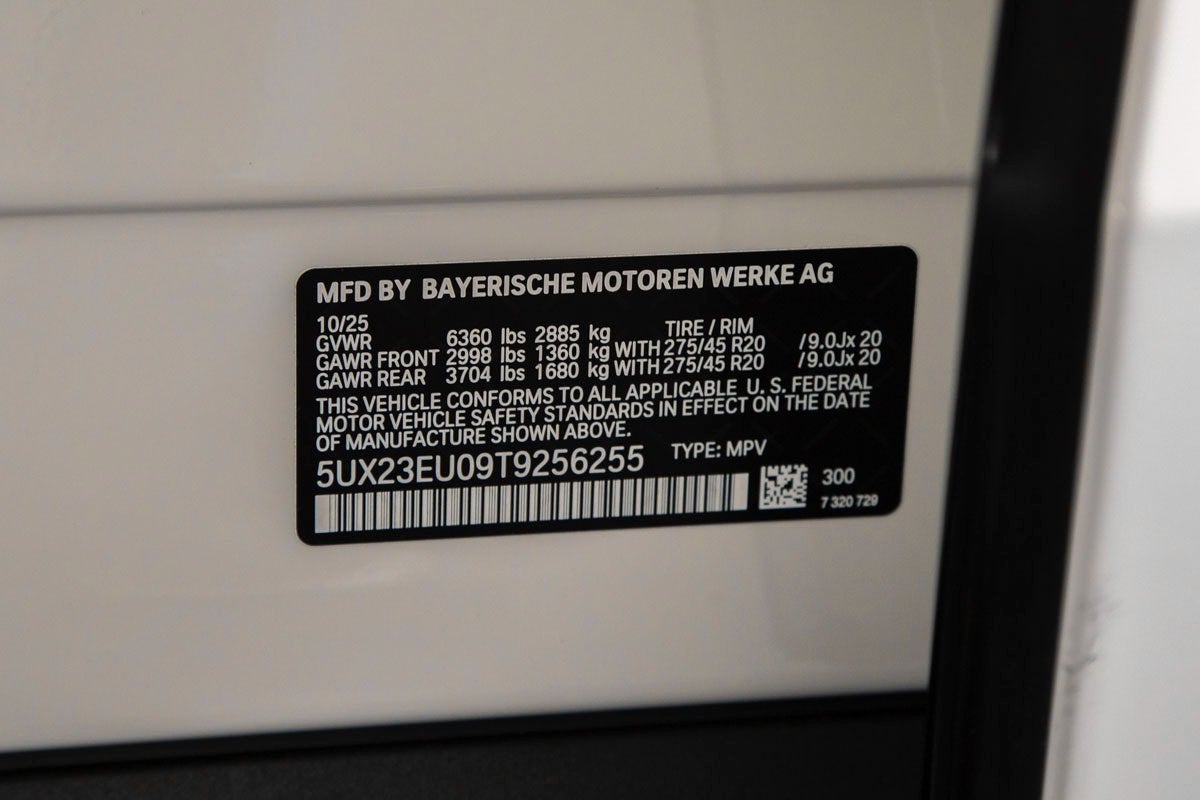 MFD BY BAYERISCHE MOTOREN WERKE AG
10/25 TIRE / RIM
GVWR 6360 lbs 2885 kg
GAWR FRONT 2998 lbs 1360 kg WITH 275/45 R20 /9.0Jx 20
GAWR REAR 3704 lbs 1680 kg WITH 275/45 R20 /9.0Jx 20
THIS VEHICLE CONFORMS TO ALL APPLICABLE U. S. FEDERAL
MOTOR VEHICLE SAFETY STANDARDS IN EFFECT ON THE DATE
OF MANUFACTURE SHOWN ABOVE.
5UX23EU09T9256255 TYPE: MPV
300
7 320 729